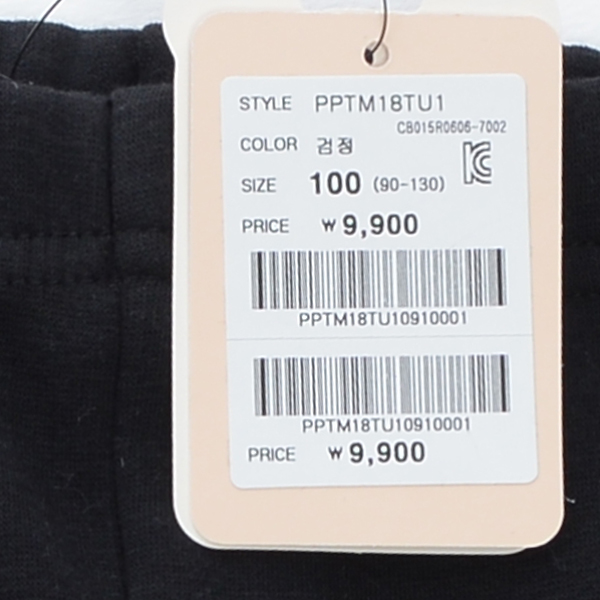 STYLE PPTM18TU1
CB015R0606-7002
COLOR 검정
SIZE 100 (90-130)
PRICE ₩9,900
PPTM18TU10910001
PPTM18TU10910001
PRICE ₩9,900